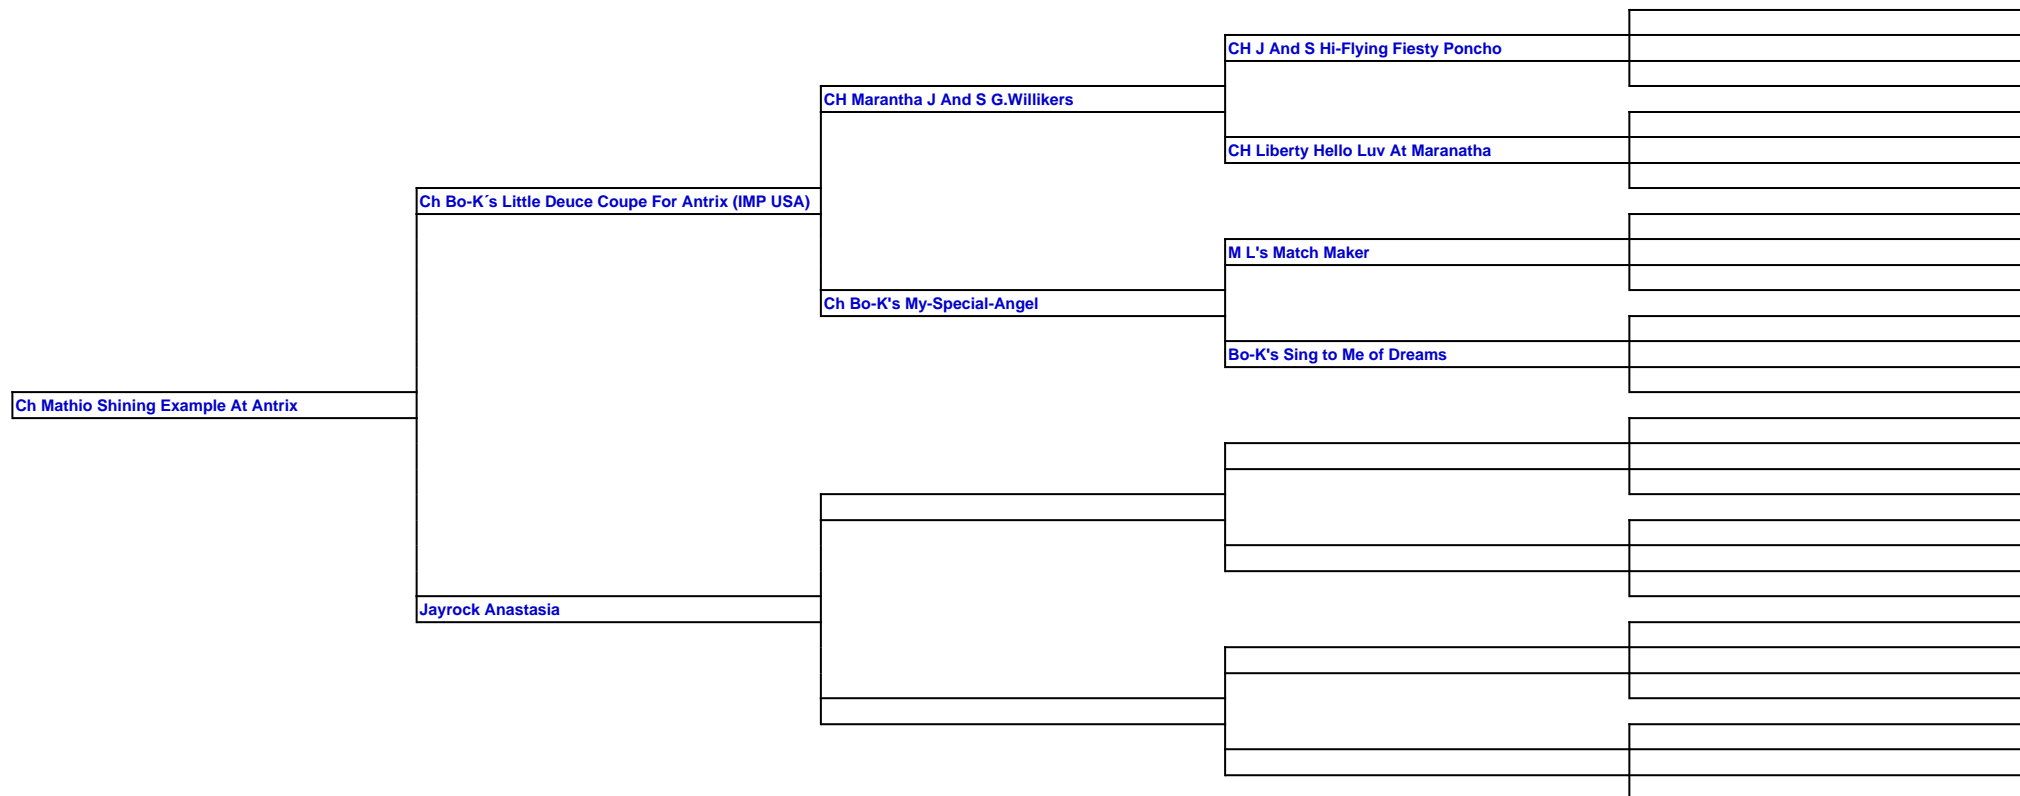 CH J And S Hi-Flying Fiesty Poncho
CH Marantha J And S G.Willikers
CH Liberty Hello Luv At Maranatha
Ch Bo-K´s Little Deuce Coupe For Antrix (IMP USA)
M L's Match Maker
Ch Bo-K's My-Special-Angel
Bo-K's Sing to Me of Dreams
Ch Mathio Shining Example At Antrix
Jayrock Anastasia